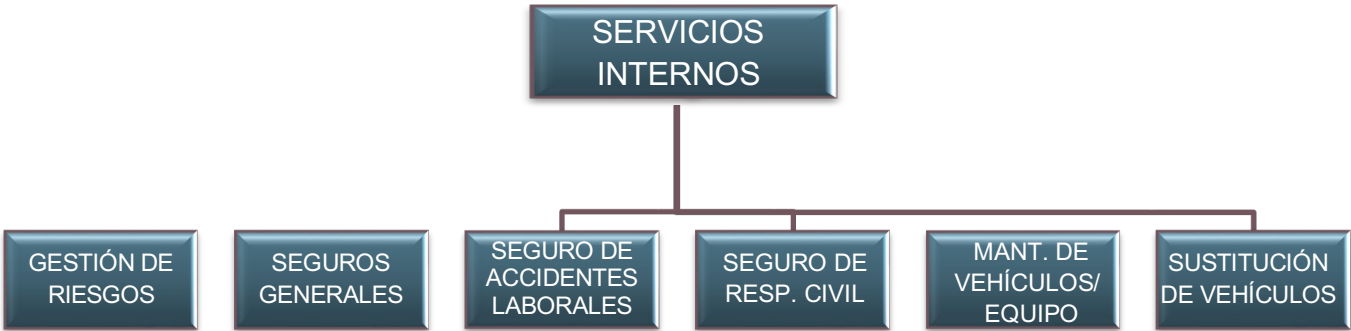 SERVICIOS
INTERNOS
GESTIÓN DE
RIESGOS
SEGUROS
GENERALES
SEGURO DE
ACCIDENTES
LABORALES
SEGURO DE
RESP. CIVIL
MANT. DE
VEHÍCULOS/
EQUIPO
SUSTITUCIÓN
DE VEHÍCULOS